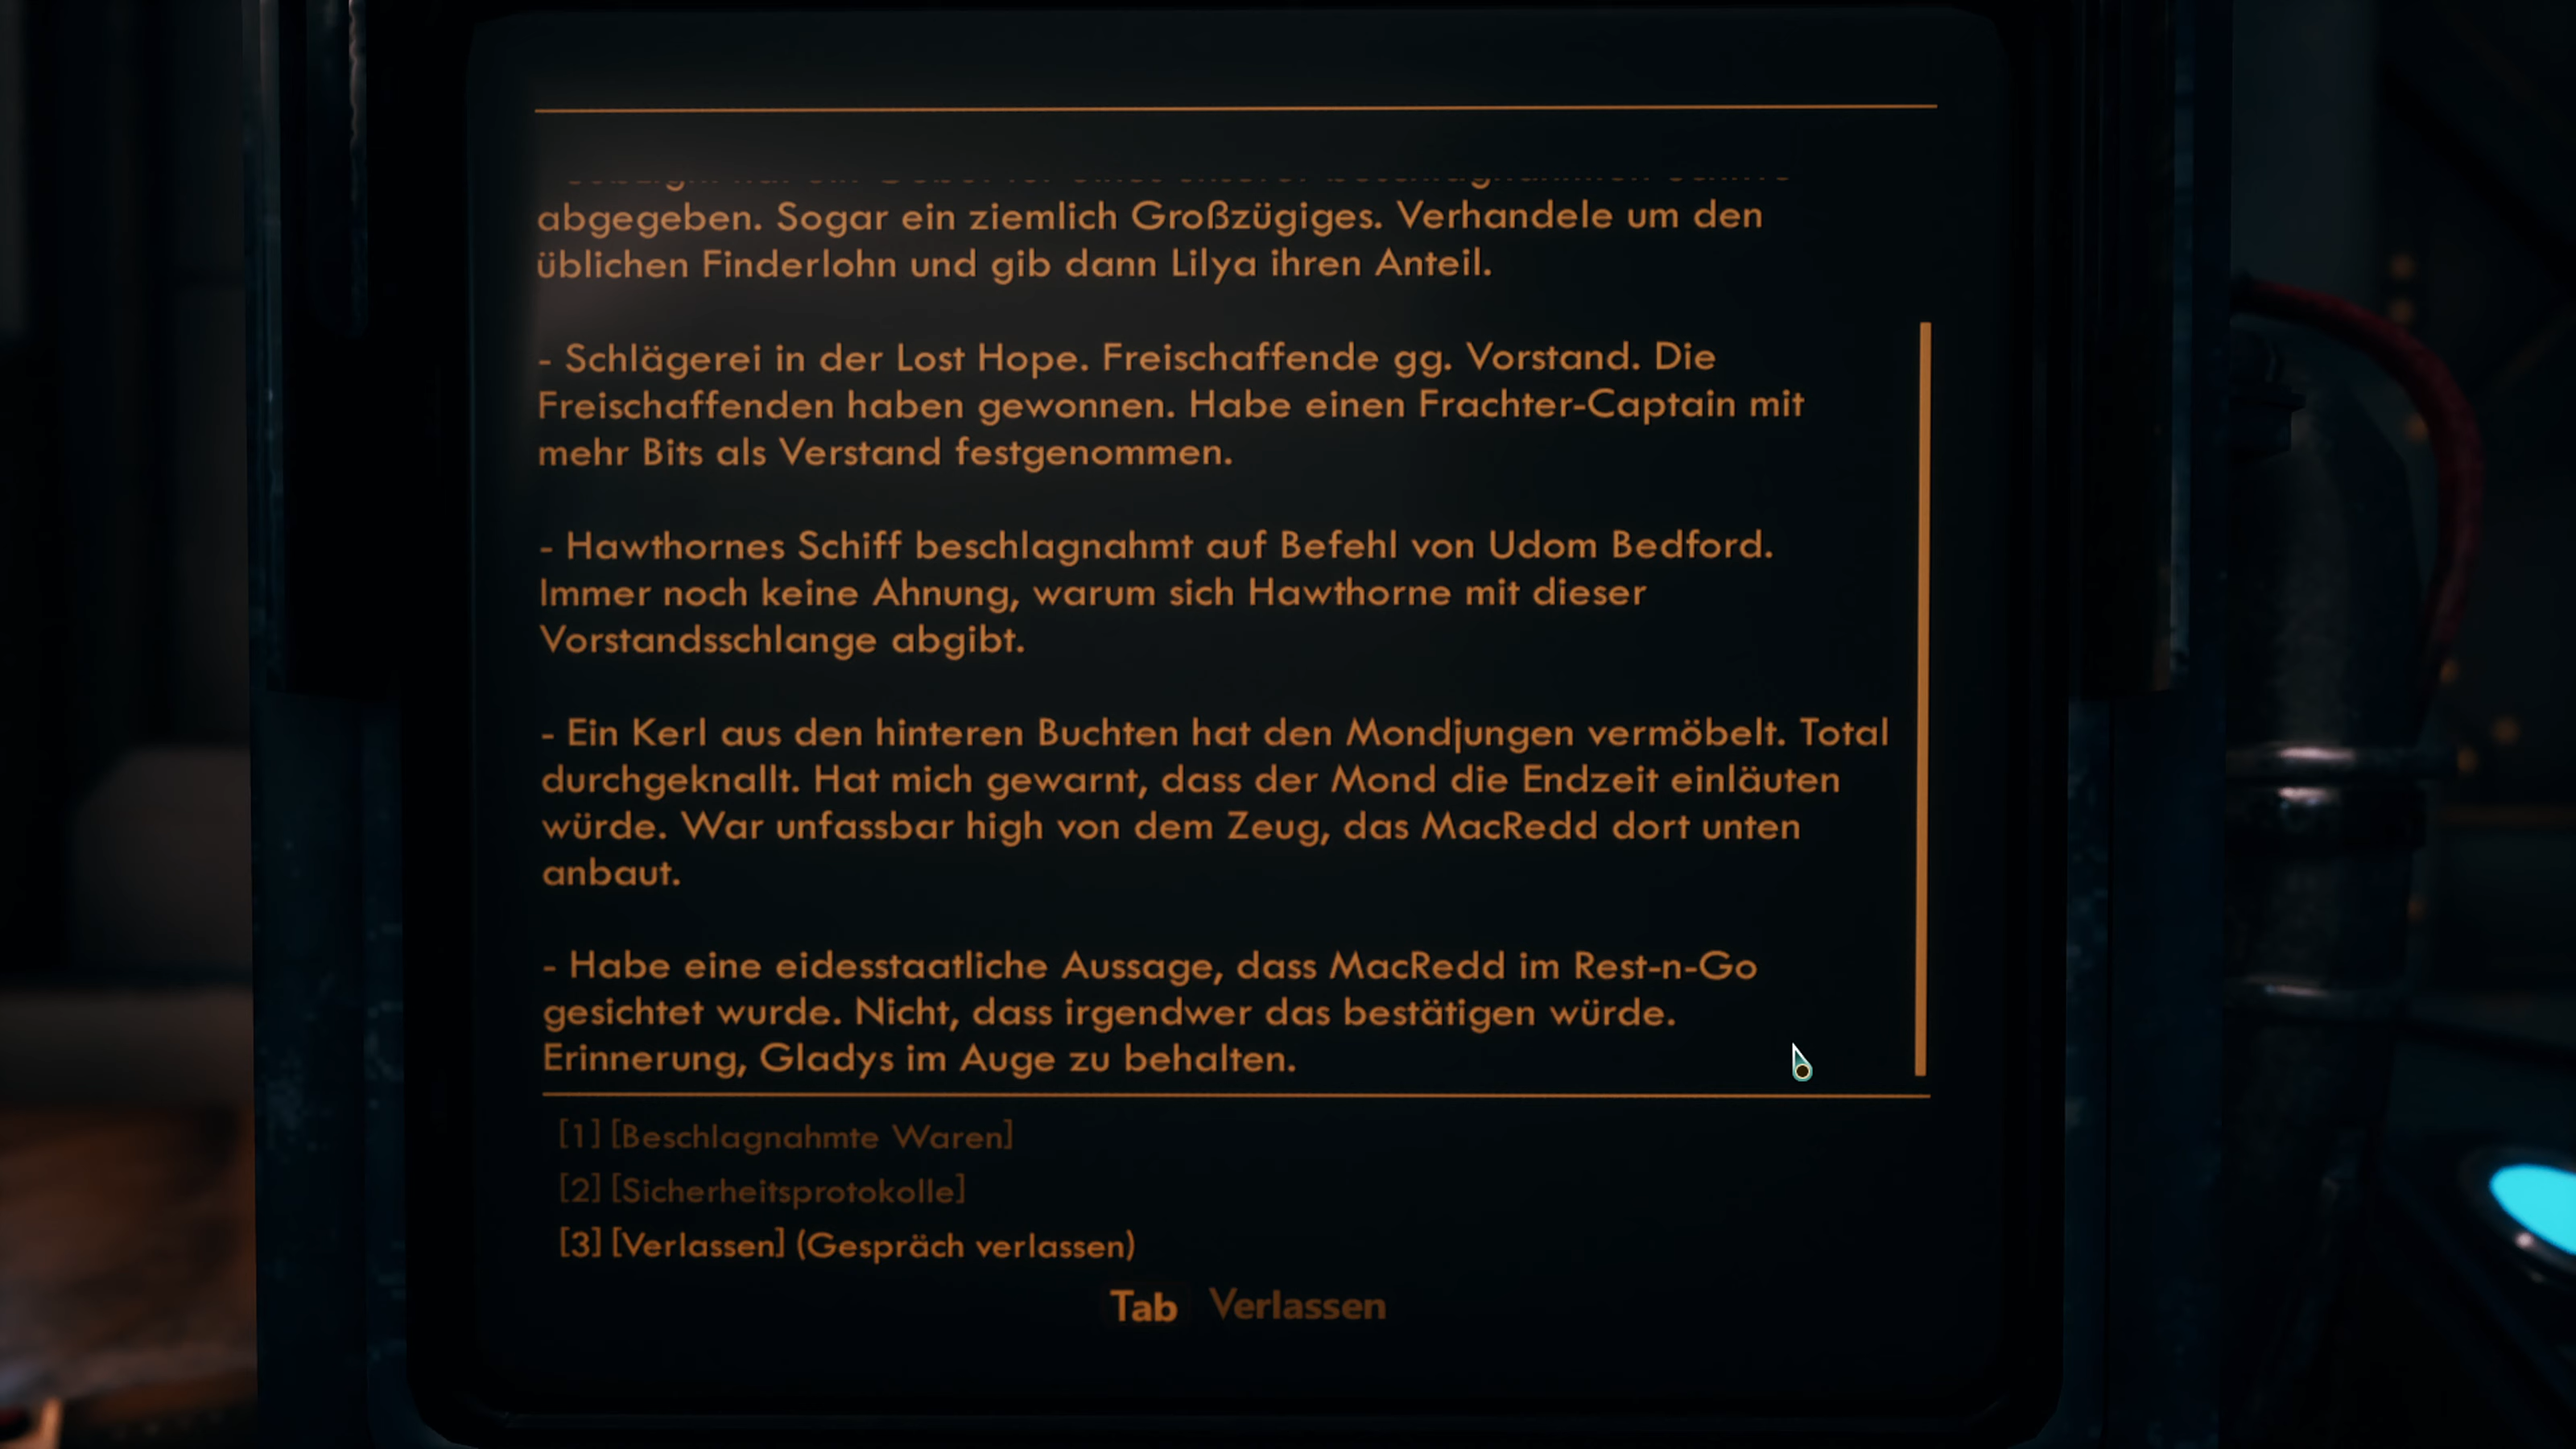 abgegeben. Sogar ein ziemlich Großzügiges. Verhandele um den
üblichen Finderlohn und gib dann Lilya ihren Anteil.
- Schlägerei in der Lost Hope. Freischaffende gg. Vorstand. Die
Freischaffenden haben gewonnen. Habe einen Frachter-Captain mit
mehr Bits als Verstand festgenommen.
- Hawthornes Schiff beschlagnahmt auf Befehl von Udom Bedford.
Immer noch keine Ahnung, warum sich Hawthorne mit dieser
Vorstandsschlange abgibt.
- Ein Kerl aus den hinteren Buchten hat den Mondjungen vermöbelt. Total
durchgeknallt. Hat mich gewarnt, dass der Mond die Endzeit einläuten
würde. War unfassbar high von dem Zeug, das MacRedd dort unten
anbaut.
- Habe eine eidesstaatliche Aussage, dass MacRedd im Rest-n-Go
gesichtet wurde. Nicht, dass irgendwer das bestätigen würde.
Erinnerung, Gladys im Auge zu behalten.
[1] [Beschlagnahmte Waren]
[2] [Sicherheitsprotokolle]
[3] [Verlassen] (Gespräch verlassen)
Tab Verlassen